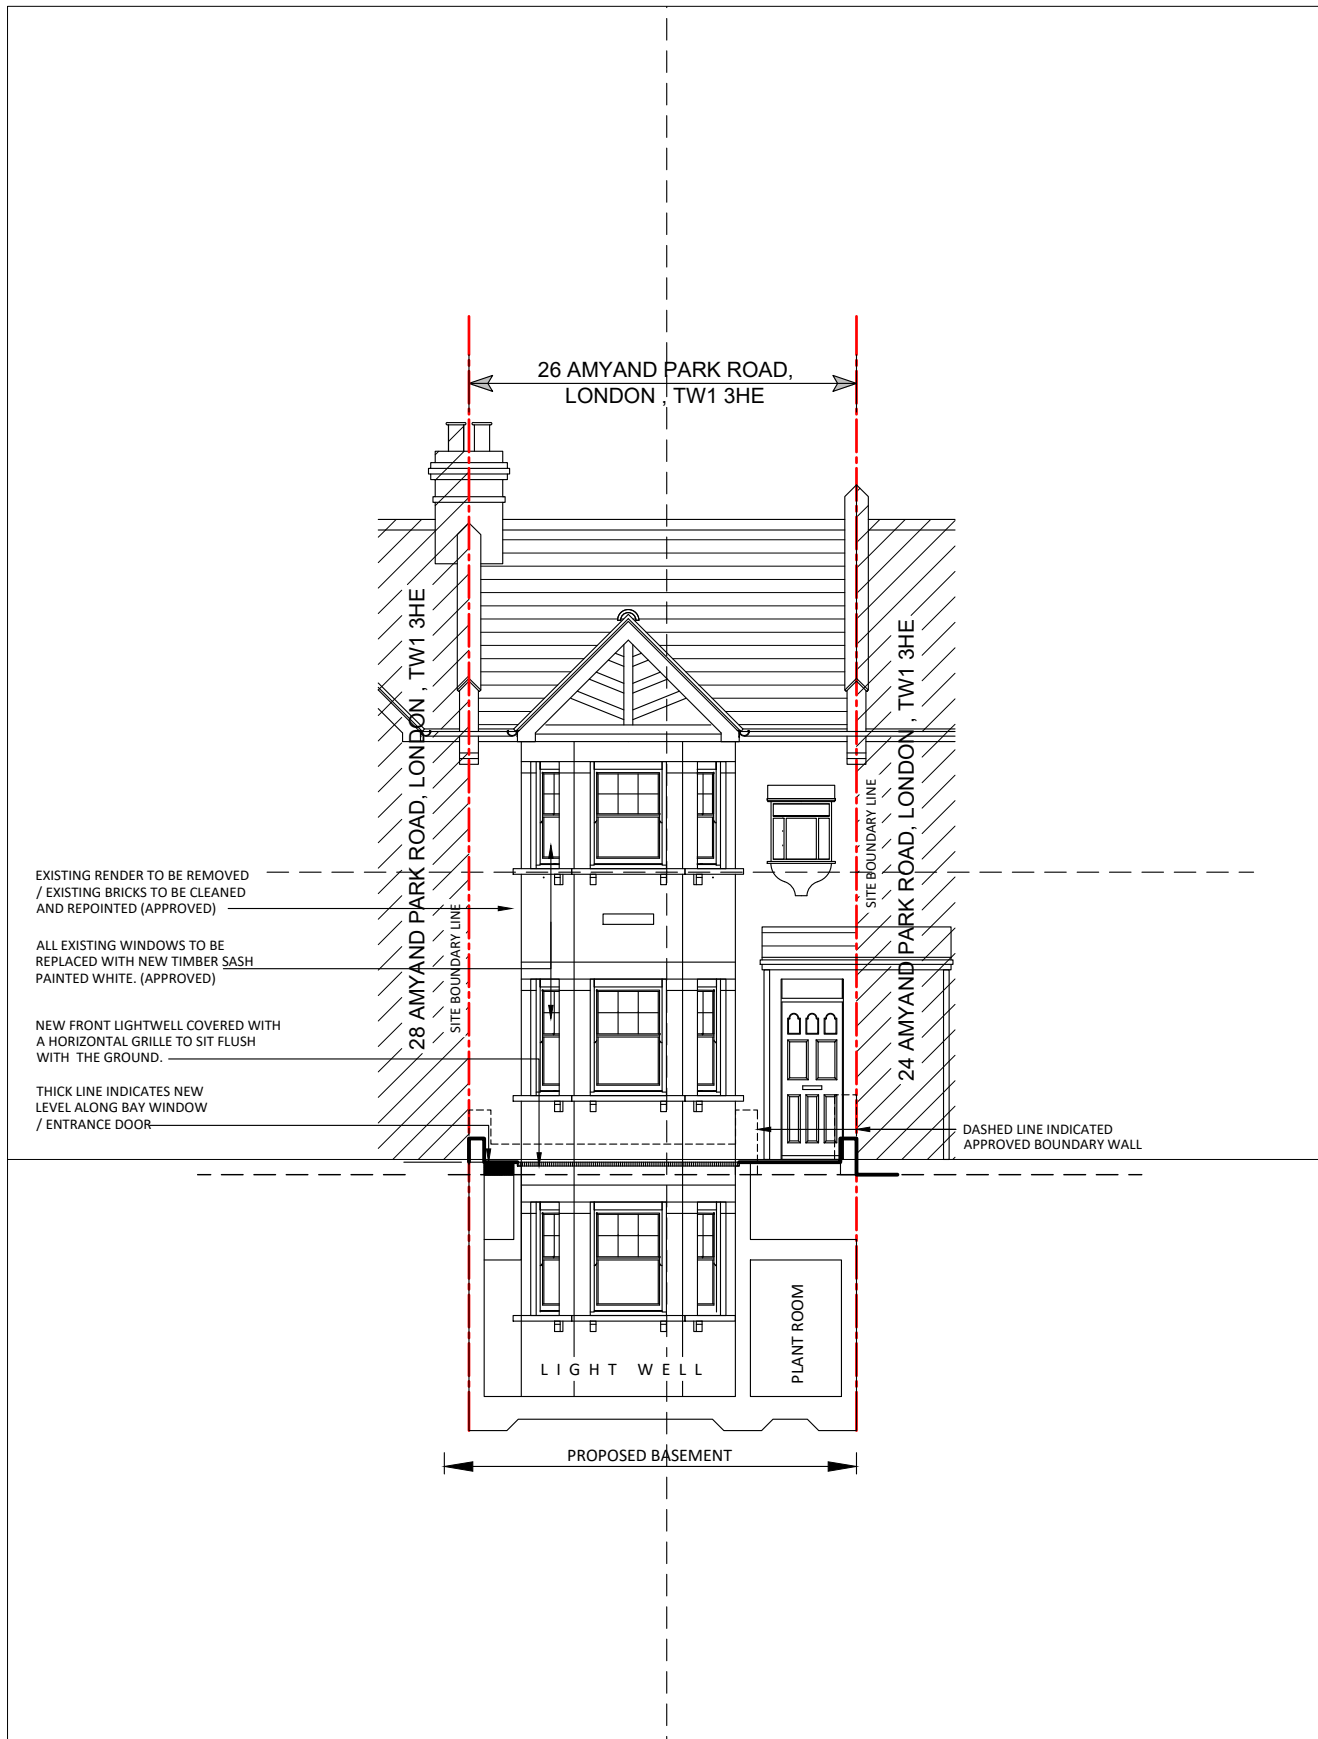 26 AMYAND PARK ROAD,
LONDON , TW1 3HE
28 AMYAND PARK ROAD, LONDON , TW1 3HE
SITE BOUNDARY LINE
SITE BOUNDARY LINE
24 AMYAND PARK ROAD, LONDON , TW1 3HE
EXISTING RENDER TO BE REMOVED
/ EXISTING BRICKS TO BE CLEANED
AND REPOINTED (APPROVED)
ALL EXISTING WINDOWS TO BE
REPLACED WITH NEW TIMBER SASH
PAINTED WHITE. (APPROVED)
NEW FRONT LIGHTWELL COVERED WITH
A HORIZONTAL GRILLE TO SIT FLUSH
WITH THE GROUND.
THICK LINE INDICATES NEW
LEVEL ALONG BAY WINDOW
/ ENTRANCE DOOR
DASHED LINE INDICATED
APPROVED BOUNDARY WALL
LIGHT WELL
PLANT ROOM
PROPOSED BASEMENT